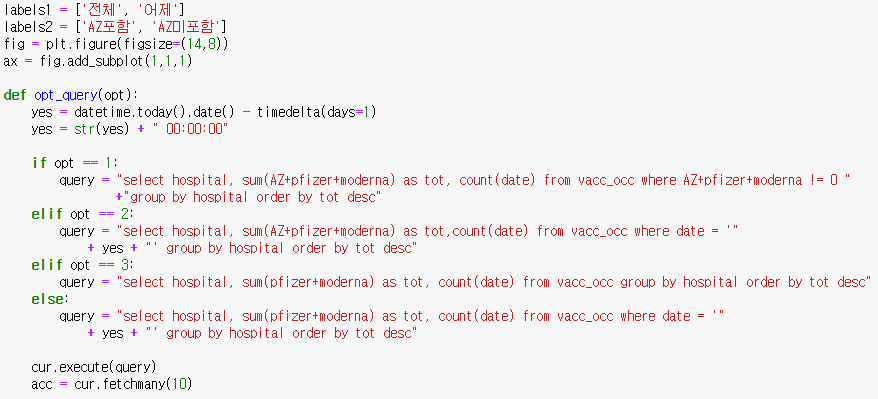 labels1 = ['전체', '어제']
labels2 = ['AZ포함', 'AZ미포함']
fig = plt.figure(figsize=(14,8))
ax = fig.add_subplot(1,1,1)

def opt_query(opt):
    yes = datetime.today().date() - timedelta(days=1)
    yes = str(yes) + " 00:00:00"

    if opt == 1:
        query = "select hospital, sum(AZ+pfizer+moderna) as tot, count(date) from vacc_occ where AZ+pfizer+moderna != 0 "
                +"group by hospital order by tot desc"
    elif opt == 2:
        query = "select hospital, sum(AZ+pfizer+moderna) as tot,count(date) from vacc_occ where date = '"
            + yes + "' group by hospital order by tot desc"
    elif opt == 3:
        query = "select hospital, sum(pfizer+moderna) as tot, count(date) from vacc_occ group by hospital order by tot desc"
    else:
        query = "select hospital, sum(pfizer+moderna) as tot, count(date) from vacc_occ where date = '"
            + yes + "' group by hospital order by tot desc"

    cur.execute(query)
    acc = cur.fetchmany(10)